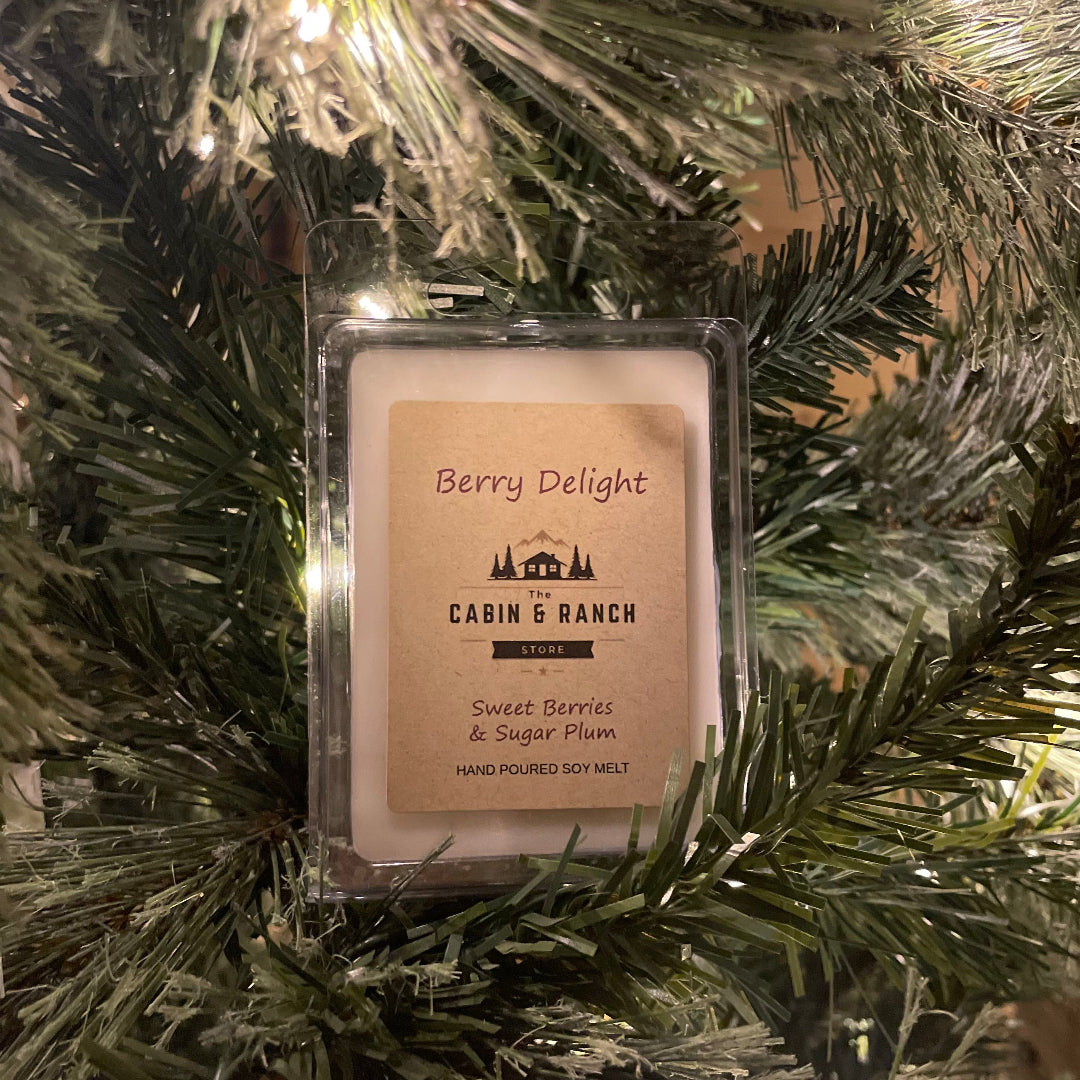 Berry Delight
The
CABIN & RANCH
STORE
Sweet Berries
& Sugar Plum
HAND POURED SOY MELT